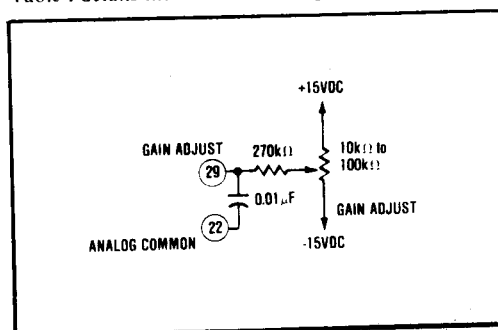 +15VDC
GAIN ADJUST
270kΩ
10kΩ to
100kΩ
29
0.01μF
GAIN ADJUST
22
ANALOG COMMON
-15VDC